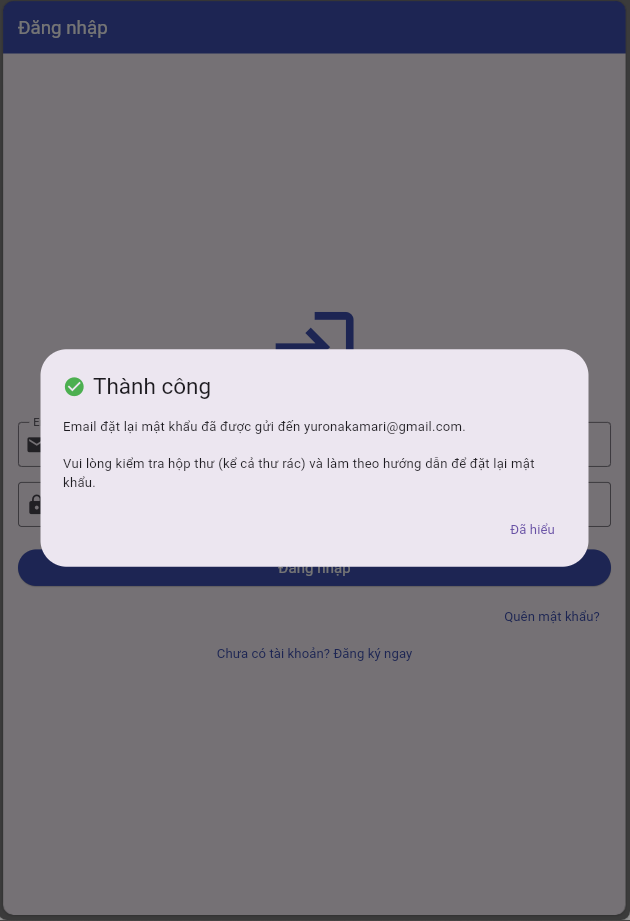 Đăng nhập
E
Thành công
Email đặt lại mật khẩu đã được gửi đến yuronakamari@gmail.com.
Vui lòng kiểm tra hộp thư (kể cả thư rác) và làm theo hướng dẫn để đặt lại mật
khẩu.
Đã hiểu
Đăng nhập
Quên mật khẩu?
Chưa có tài khoản? Đăng ký ngay